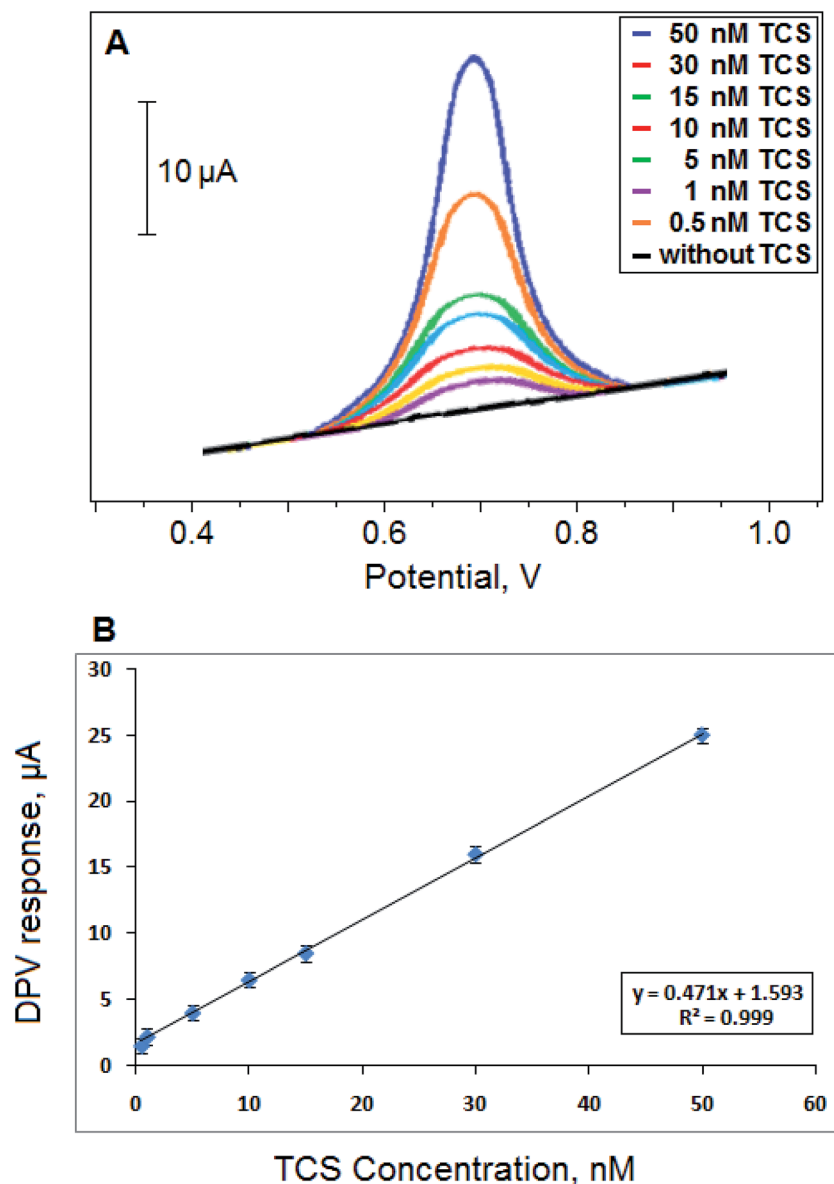 A
50 nM TCS
30 nM TCS
15 nM TCS
10 nM TCS
5 nM TCS
1 nM TCS
0.5 nM TCS
without TCS
10 µA
0.4 0.6 0.8 1.0
Potential, V
B
30
25
20
15
10
5
0
DPV response, µA
y = 0.471x + 1.593
R² = 0.999
0 10 20 30 40 50 60
TCS Concentration, nM